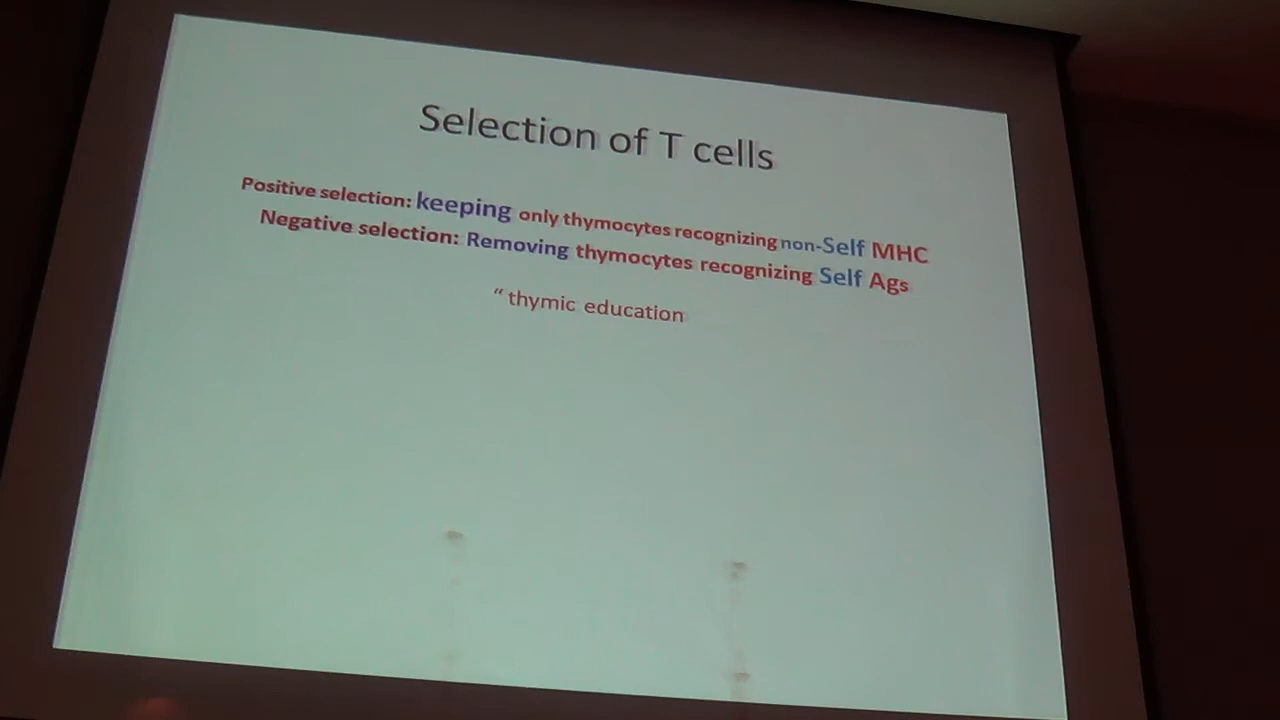 Selection of T cells
Positive selection: keeping only thymocytes recognizing non-Self MHC
Negative selection: Removing thymocytes recognizing Self Ags
“ thymic education